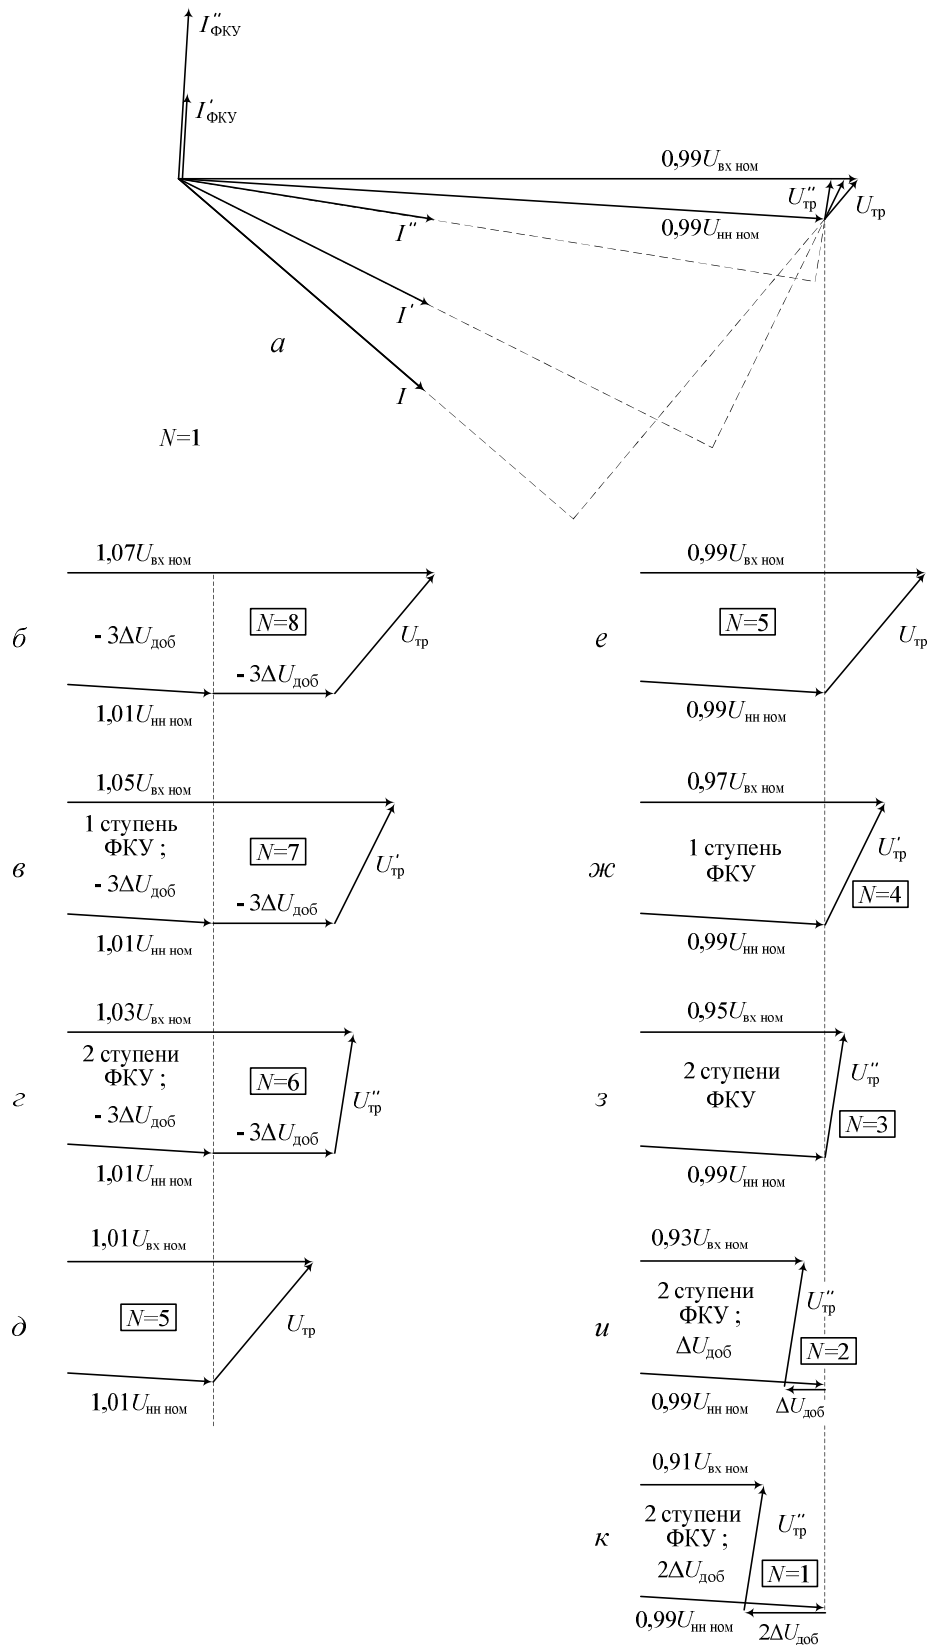 I″ФКУ
I′ФКУ
0,99Uвх ном
U″тр
Uтр
0,99Uнн ном
I″
I′
а
I
N=1
1,07Uвх ном
б
- 3ΔUдоб
N=8
Uтр
- 3ΔUдоб
1,01Uнн ном
1,05Uвх ном
в
1 ступень
ФКУ ;
- 3ΔUдоб
N=7
U′тр
- 3ΔUдоб
1,01Uнн ном
1,03Uвх ном
г
2 ступени
ФКУ ;
- 3ΔUдоб
N=6
U″тр
- 3ΔUдоб
1,01Uнн ном
1,01Uвх ном
д
N=5
Uтр
1,01Uнн ном
0,99Uвх ном
е
N=5
Uтр
0,99Uнн ном
0,97Uвх ном
ж
1 ступень
ФКУ
U′тр
N=4
0,99Uнн ном
0,95Uвх ном
з
2 ступени
ФКУ
U″тр
N=3
0,99Uнн ном
0,93Uвх ном
и
2 ступени
ФКУ ;
ΔUдоб
U″тр
N=2
0,99Uнн ном
ΔUдоб
0,91Uвх ном
к
2 ступени
ФКУ ;
2ΔUдоб
U″тр
N=1
0,99Uнн ном
2ΔUдоб